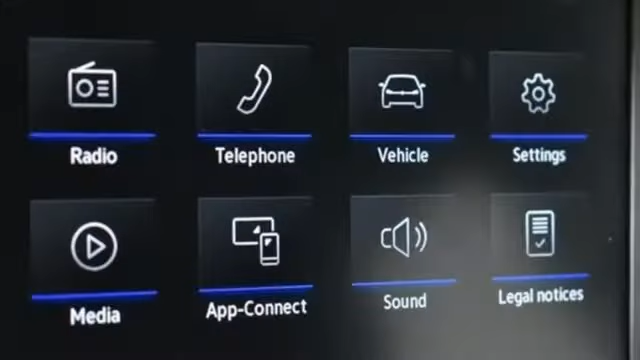 Radio
Telephone
Vehicle
Settings
Media
App-Connect
Sound
Legal notices